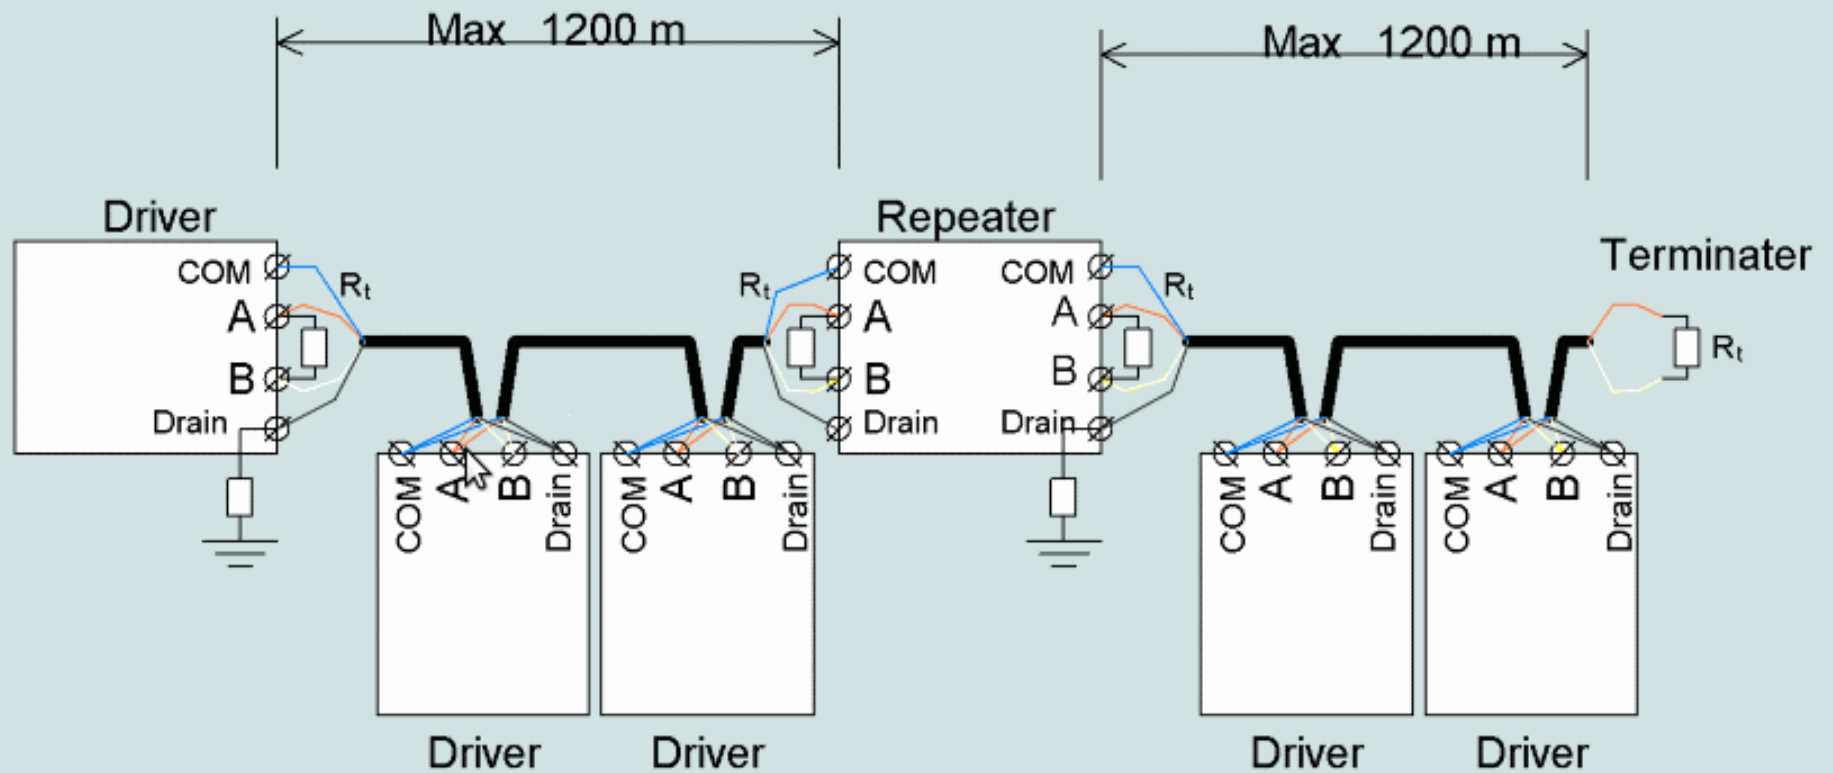 Max 1200 m
Max 1200 m
Driver
Repeater
Terminater
COM
A
B
Drain
Rt
Rt
COM
A
B
Drain
COM
A
B
Drain
Rt
Rt
COM
A
B
Drain
COM
A
B
Drain
COM
A
B
Drain
COM
A
B
Drain
Driver
Driver
Driver
Driver